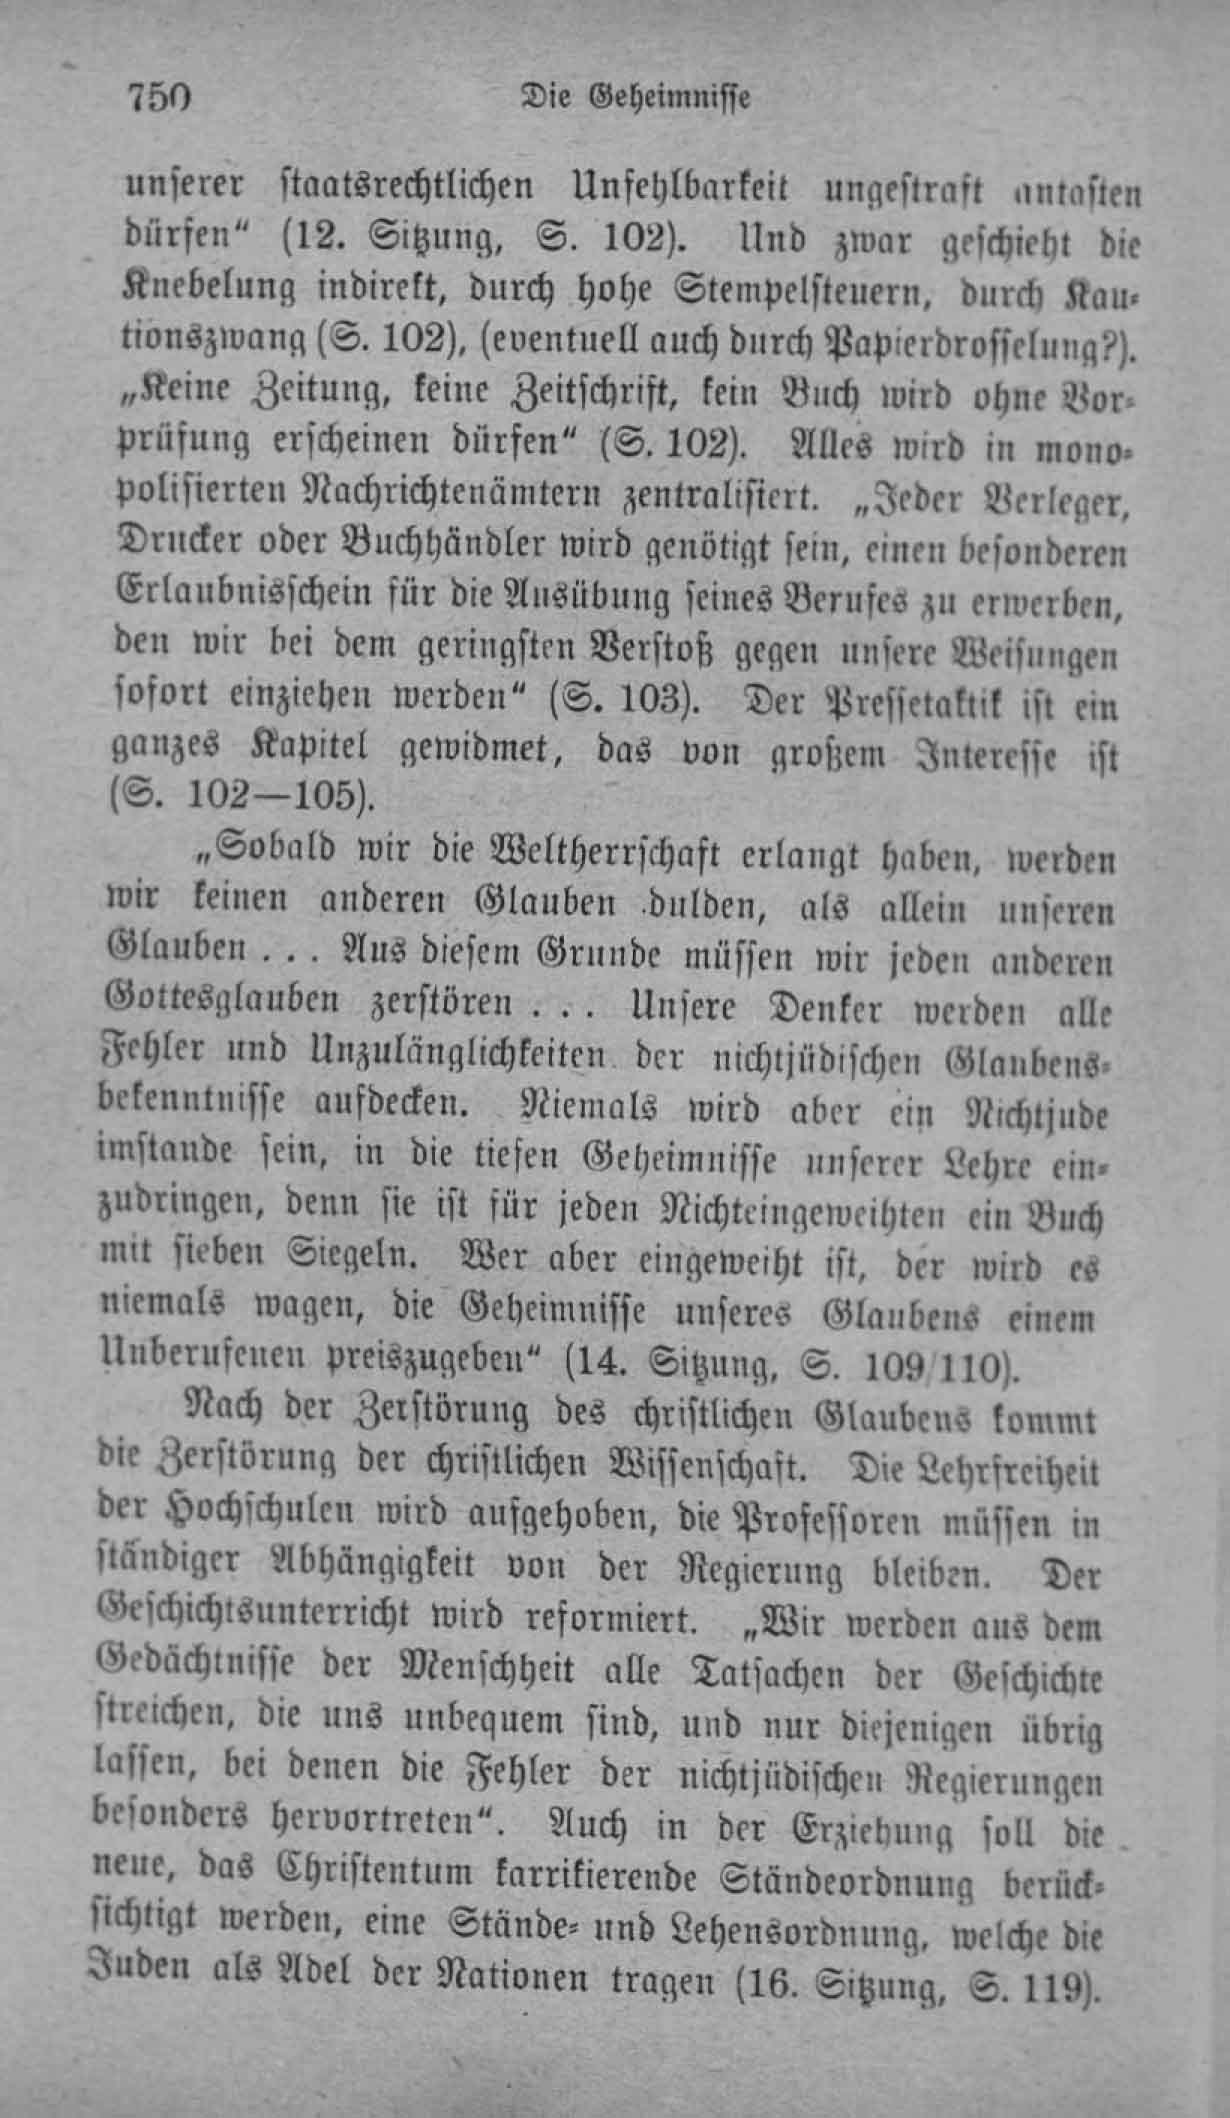 750 Die Geheimnisse
unserer staatsrechtlichen Unfehlbarkeit ungestraft antasten
dürfen“ (12. Sitzung, S. 102). Und zwar geschieht die
Knebelung indirekt, durch hohe Stempelsteuern, durch Kau-
tionszwang (S. 102), (eventuell auch durch Papierdrosselung?).
„Keine Zeitung, keine Zeitschrift, kein Buch wird ohne Vor-
prüfung erscheinen dürfen“ (S. 102). Alles wird in mono-
polisierten Nachrichtenämtern zentralisiert. „Jeder Verleger,
Drucker oder Buchhändler wird genötigt sein, einen besonderen
Erlaubnisschein für die Ausübung seines Berufes zu erwerben,
den wir bei dem geringsten Verstoß gegen unsere Weisungen
sofort einziehen werden“ (S. 103). Der Pressetaktik ist ein
ganzes Kapitel gewidmet, das von großem Interesse ist
(S. 102—105).
„Sobald wir die Weltherrschaft erlangt haben, werden
wir keinen anderen Glauben dulden, als allein unseren
Glauben . . . Aus diesem Grunde müssen wir jeden anderen
Gottesglauben zerstören . . . Unsere Denker werden alle
Fehler und Unzulänglichkeiten der nichtjüdischen Glaubens-
bekenntnisse aufdecken. Niemals wird aber ein Nichtjude
imstande sein, in die tiefen Geheimnisse unserer Lehre ein-
zudringen, denn sie ist für jeden Nichteingeweihten ein Buch
mit sieben Siegeln. Wer aber eingeweiht ist, der wird es
niemals wagen, die Geheimnisse unseres Glaubens einem
Unberufenen preiszugeben“ (14. Sitzung, S. 109/110).
Nach der Zerstörung des christlichen Glaubens kommt
die Zerstörung der christlichen Wissenschaft. Die Lehrfreiheit
der Hochschulen wird aufgehoben, die Professoren müssen in
ständiger Abhängigkeit von der Regierung bleiben. Der
Geschichtsunterricht wird reformiert. „Wir werden aus dem
Gedächtnisse der Menschheit alle Tatsachen der Geschichte
streichen, die uns unbequem sind, und nur diejenigen übrig
lassen, bei denen die Fehler der nichtjüdischen Regierungen
besonders hervortreten“. Auch in der Erziehung soll die
neue, das Christentum karrikierende Ständeordnung berück-
sichtigt werden, eine Stände- und Lehensordnung, welche die
Juden als Adel der Nationen tragen (16. Sitzung, S. 119).